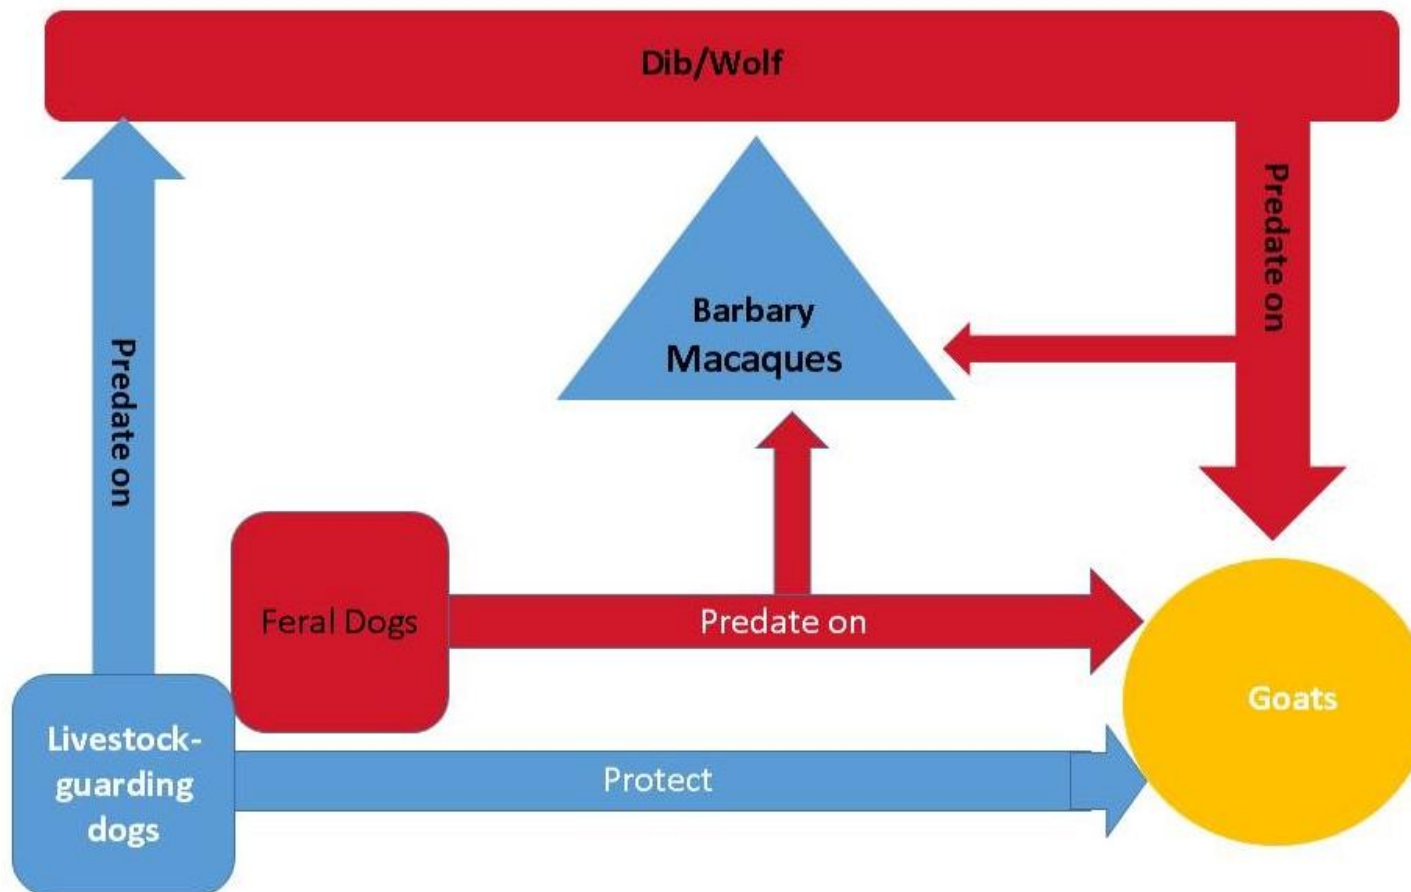 Dib/Wolf
Predate on
Barbary
Macaques
Predate on
Feral Dogs
Predate on
Goats
Livestock-
guarding
dogs
Protect